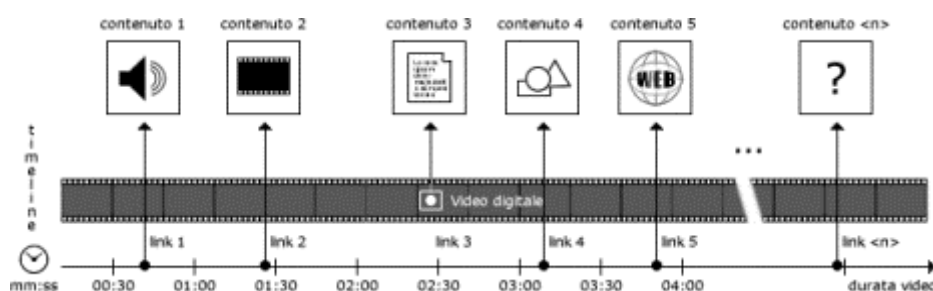 contenuto 1 contenuto 2 contenuto 3 contenuto 4 contenuto 5 contenuto <n>
WEB
?
...
timeline
Video digitale
link 1 link 2 link 3 link 4 link 5 link <n>
mm:ss 00:30 01:00 01:30 02:00 02:30 03:00 03:30 04:00 durata video